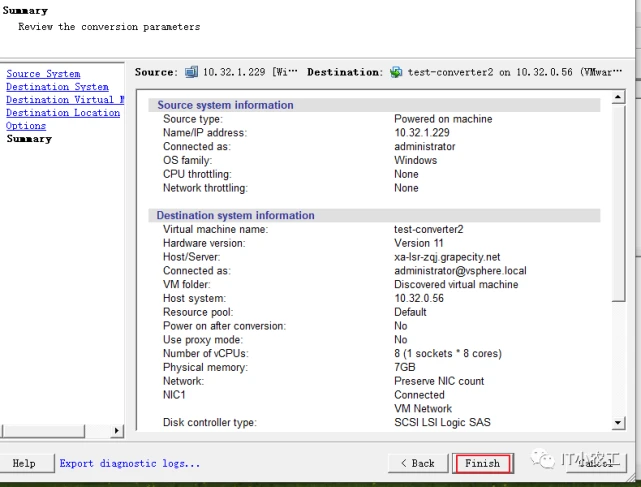 Summary
Review the conversion parameters
Source System
Destination System
Destination Virtual M
Destination Location
Options
Summary
Source: 10.32.1.229 [Wi… Destination: test-converter2 on 10.32.0.56 (VMwar…
Source system information
Source type: Powered on machine
Name/IP address: 10.32.1.229
Connected as: administrator
OS family: Windows
CPU throttling: None
Network throttling: None
Destination system information
Virtual machine name: test-converter2
Hardware version: Version 11
Host/Server: xa-lsr-zqj.grapecity.net
Connected as: administrator@vsphere.local
VM folder: Discovered virtual machine
Host system: 10.32.0.56
Resource pool: Default
Power on after conversion: No
Use proxy mode: No
Number of vCPUs: 8 (1 sockets * 8 cores)
Physical memory: 7GB
Network: Preserve NIC count
NIC1 Connected
VM Network
Disk controller type: SCSI LSI Logic SAS
Help Export diagnostic logs... < Back Finish Cancel
IT小农工